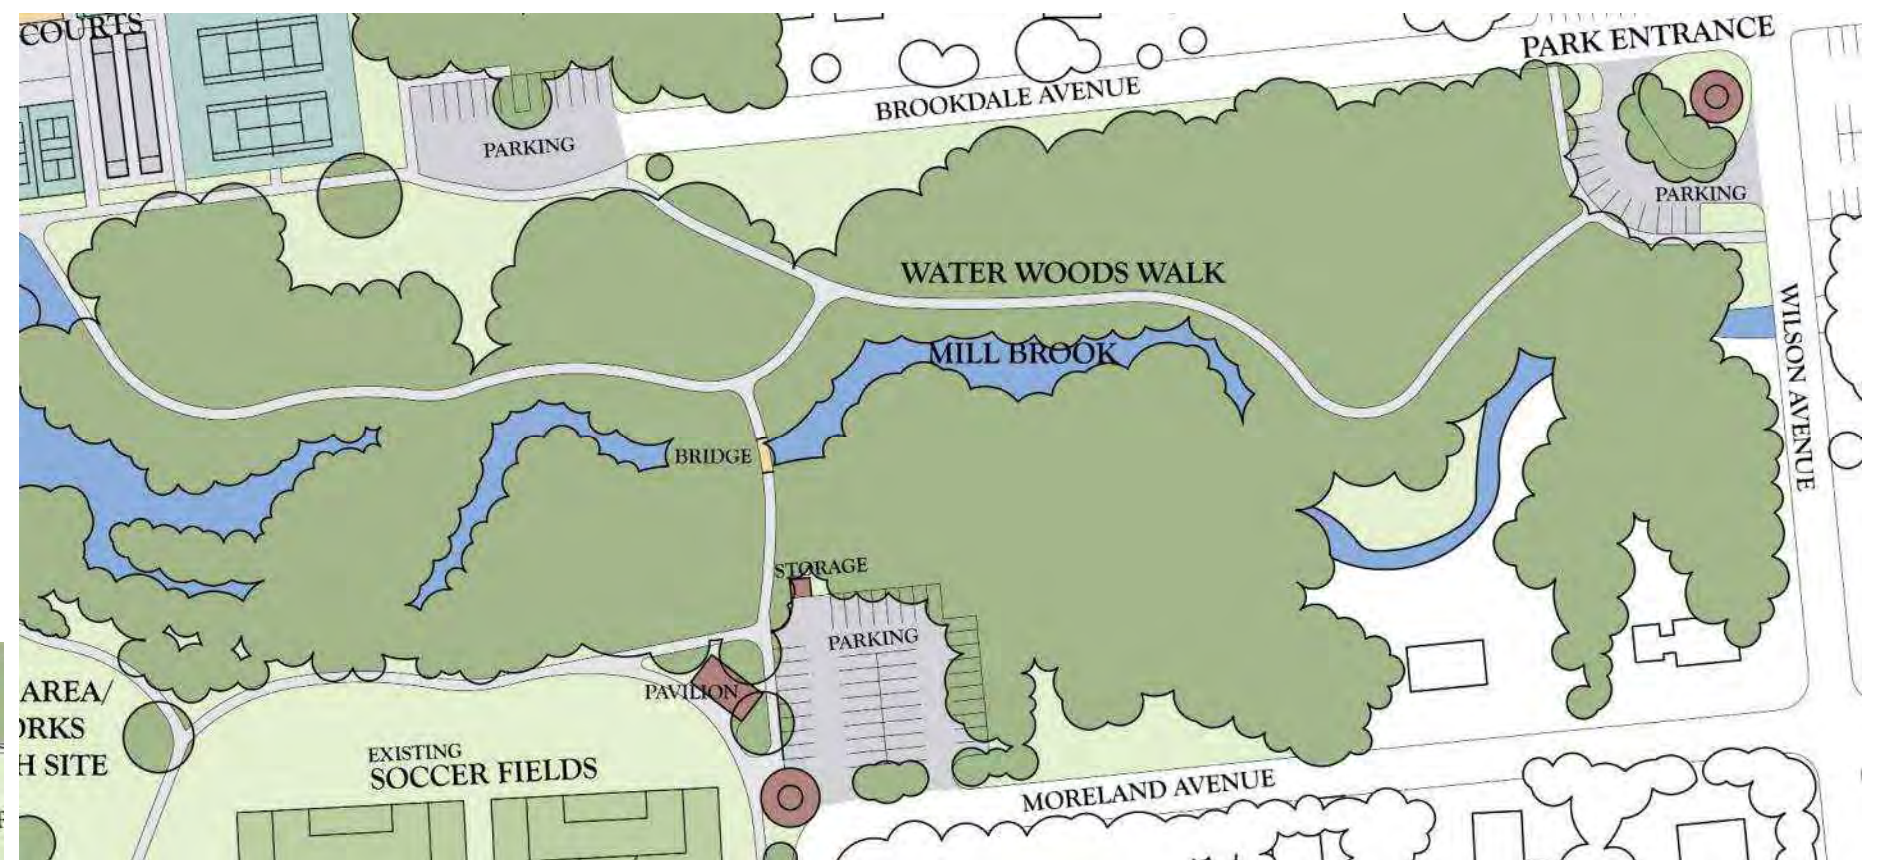 COURTS
PARK ENTRANCE
BROOKDALE AVENUE
PARKING
PARKING
WATER WOODS WALK
MILL BROOK
WILSON AVENUE
BRIDGE
STORAGE
PARKING
PAVILION
AREA/
ORKS
H SITE
EXISTING
SOCCER FIELDS
MORELAND AVENUE